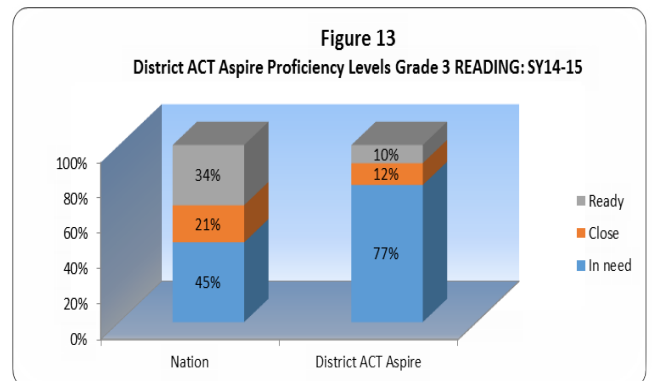 Figure 13
District ACT Aspire Proficiency Levels Grade 3 READING: SY14-15
100%
80%
60%
40%
20%
0%
34%
21%
45%
10%
12%
77%
Nation
District ACT Aspire
Ready
Close
In need